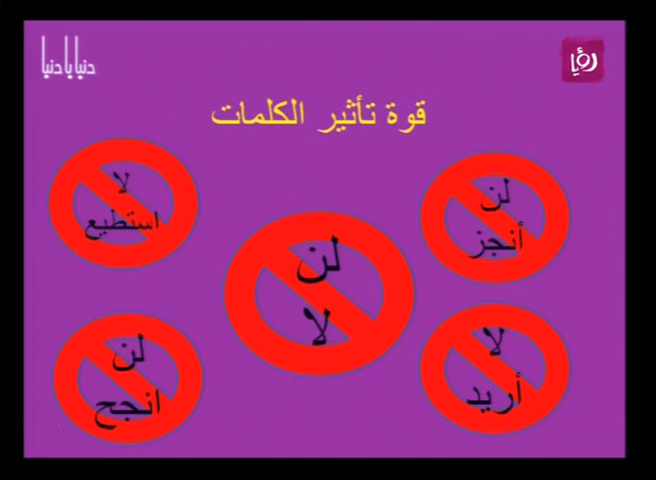 دنيا يا دنيا
رؤيا
قوة تأثير الكلمات
لا
استطيع
لن
أنجز
لن
لا
لن
انجح
لا
أريد